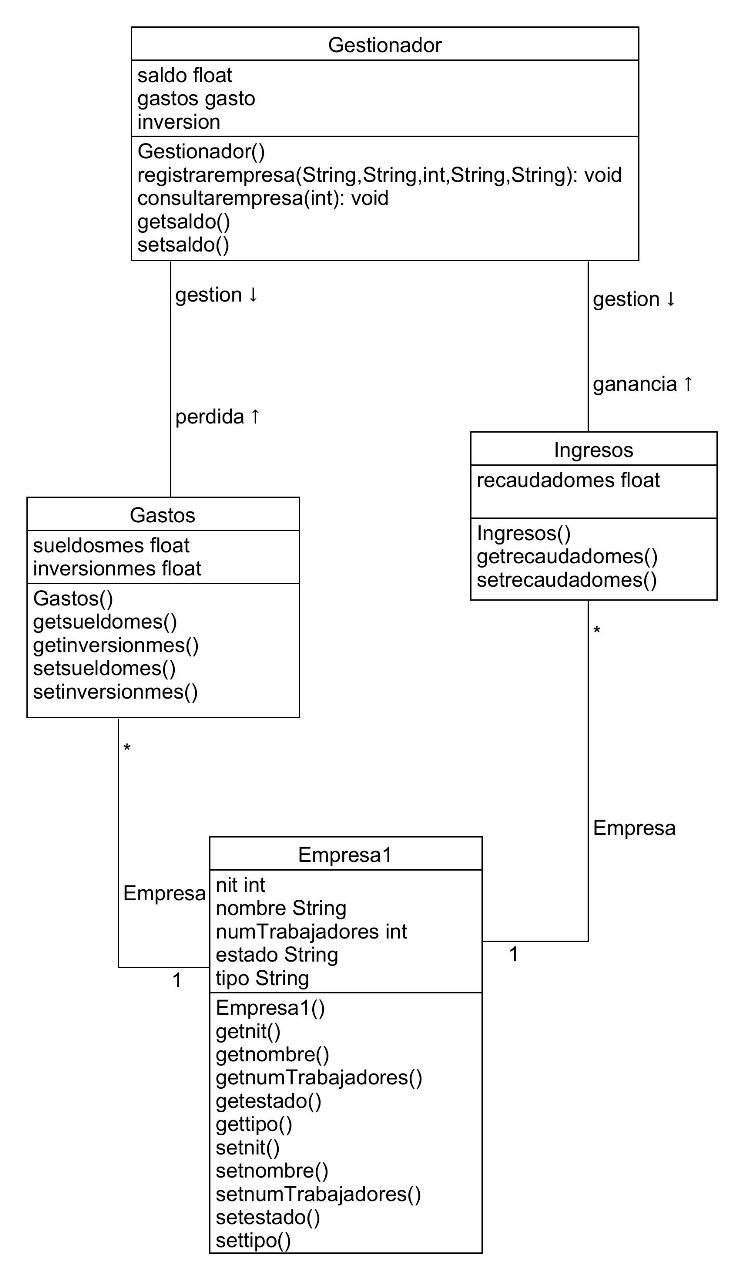 Gestionador
saldo float
gastos gasto
inversion
Gestionador()
registrarempresa(String,String,int,String,String): void
consultarempresa(int): void
getsaldo()
setsaldo()
gestion ↓
gestion ↓
ganancia ↑
perdida ↑
Ingresos
recaudadomes float
Ingresos()
getrecaudadomes()
setrecaudadomes()
*
Gastos
sueldosmes float
inversionmes float
Gastos()
getsueldomes()
getinversionmes()
setsueldomes()
setinversionmes()
*
Empresa
Empresa
1
1
Empresa1
nit int
nombre String
numTrabajadores int
estado String
tipo String
Empresa1()
getnit()
getnombre()
getnumTrabajadores()
getestado()
gettipo()
setnit()
setnombre()
setnumTrabajadores()
setestado()
settipo()